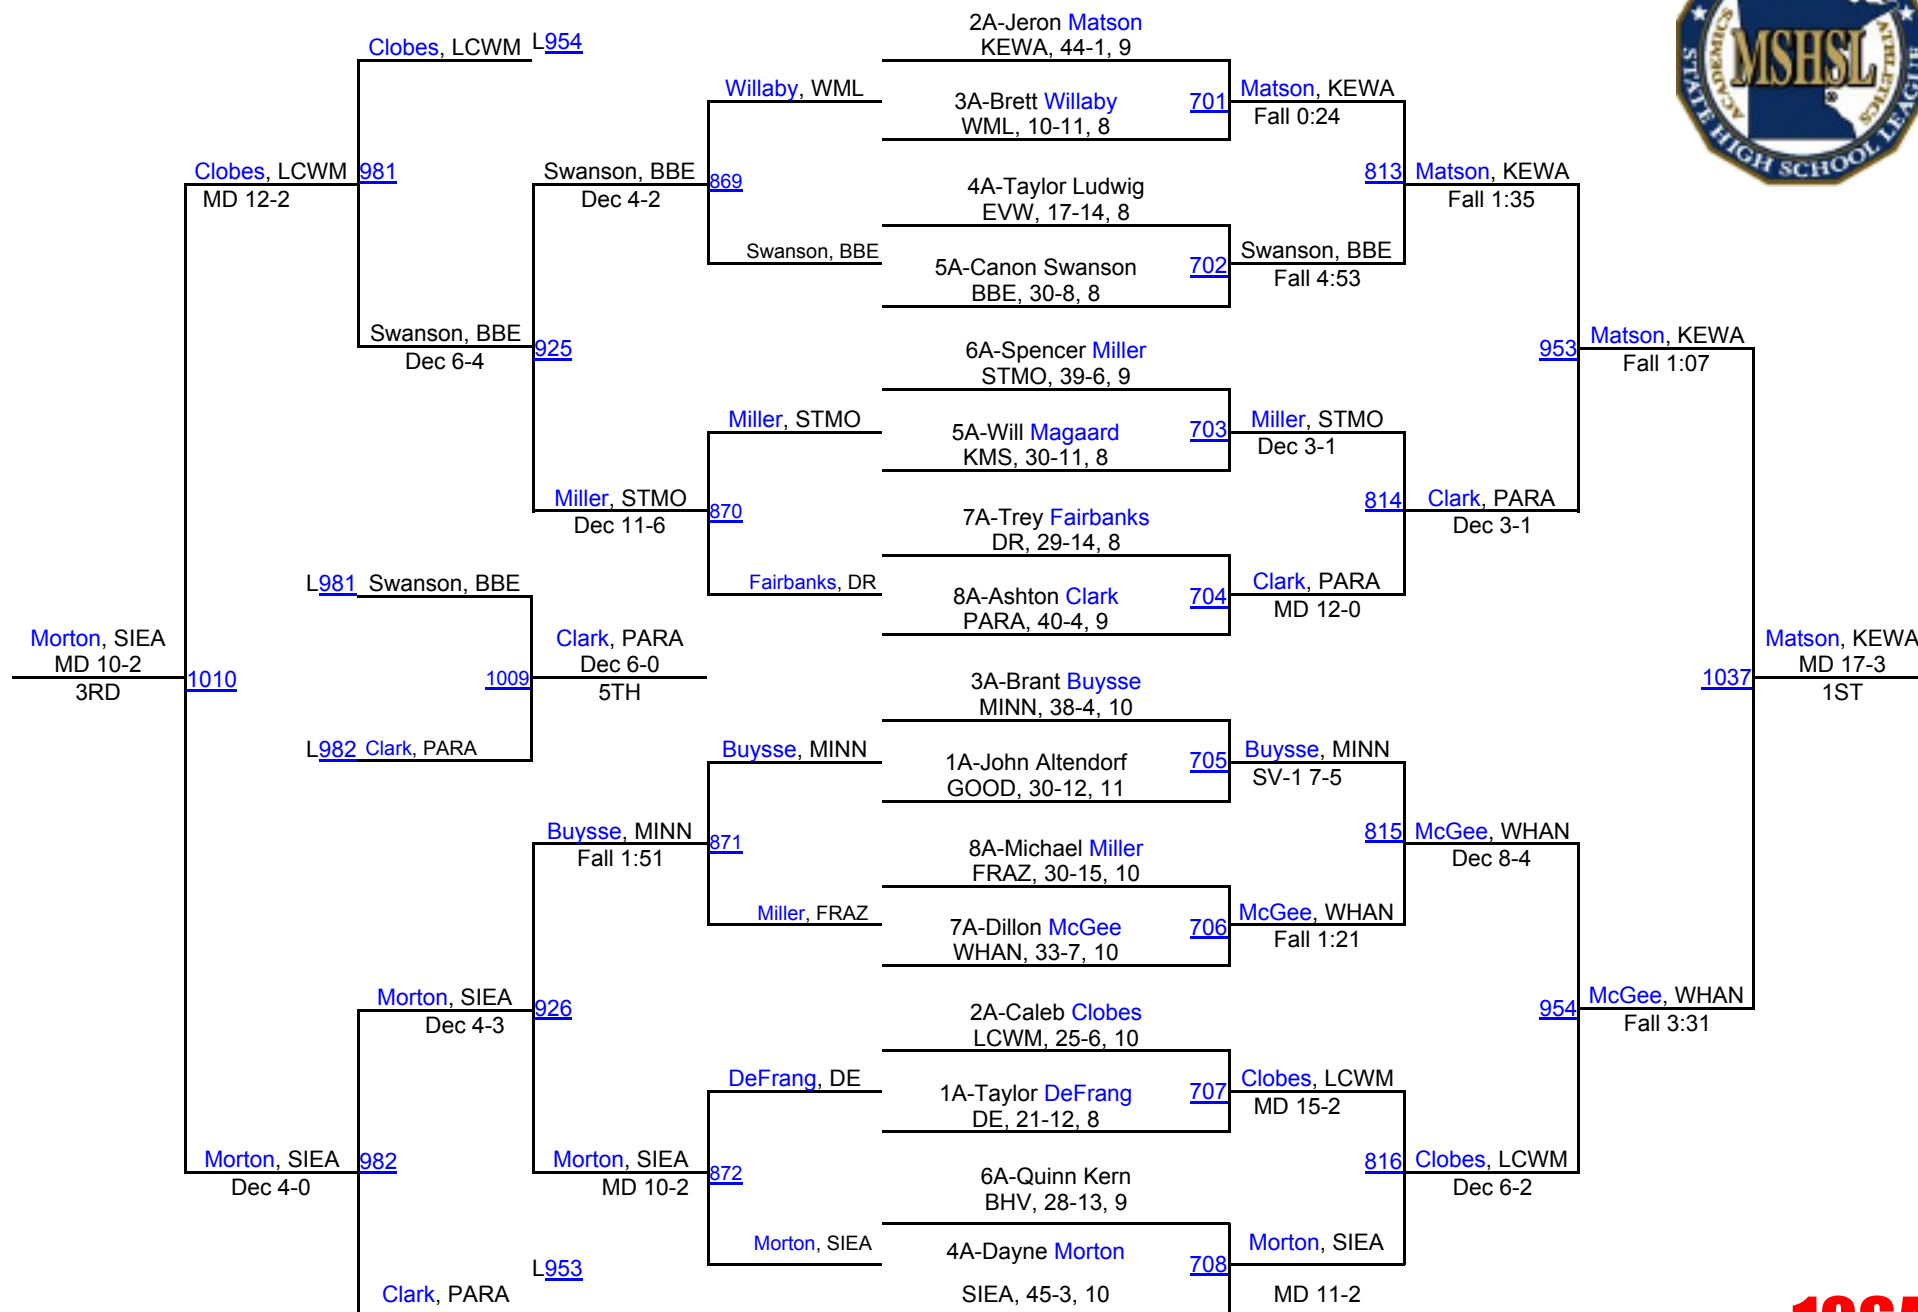 Clobes, LCWM
L954
Clobes, LCWM
MD 12-2
981
Swanson, BBE
Dec 6-4
925
Swanson, BBE
Dec 4-2
869
Willaby, WML
Swanson, BBE
Miller, STMO
Dec 11-6
870
Miller, STMO
Fairbanks, DR
L981 Swanson, BBE
Morton, SIEA
MD 10-2
3RD
1010
1009
Clark, PARA
Dec 6-0
5TH
L982 Clark, PARA
Buysse, MINN
Fall 1:51
871
Buysse, MINN
Miller, FRAZ
Morton, SIEA
Dec 4-3
926
Morton, SIEA
Dec 4-0
982
Morton, SIEA
MD 10-2
872
DeFrang, DE
Morton, SIEA
L953
Clark, PARA
2A-Jeron Matson
KEWA, 44-1, 9
3A-Brett Willaby
WML, 10-11, 8
701
4A-Taylor Ludwig
EVW, 17-14, 8
5A-Canon Swanson
BBE, 30-8, 8
702
6A-Spencer Miller
STMO, 39-6, 9
5A-Will Magaard
KMS, 30-11, 8
703
7A-Trey Fairbanks
DR, 29-14, 8
8A-Ashton Clark
PARA, 40-4, 9
704
3A-Brant Buysse
MINN, 38-4, 10
1A-John Altendorf
GOOD, 30-12, 11
705
8A-Michael Miller
FRAZ, 30-15, 10
7A-Dillon McGee
WHAN, 33-7, 10
706
2A-Caleb Clobes
LCWM, 25-6, 10
1A-Taylor DeFrang
DE, 21-12, 8
707
6A-Quinn Kern
BHV, 28-13, 9
4A-Dayne Morton
SIEA, 45-3, 10
708
Matson, KEWA
Fall 0:24
813
Swanson, BBE
Fall 4:53
Miller, STMO
Dec 3-1
814
Clark, PARA
MD 12-0
Buysse, MINN
SV-1 7-5
815
McGee, WHAN
Fall 1:21
Clobes, LCWM
MD 15-2
816
Morton, SIEA
MD 11-2
Matson, KEWA
Fall 1:35
953
Clark, PARA
Dec 3-1
McGee, WHAN
Dec 8-4
954
Clobes, LCWM
Dec 6-2
Matson, KEWA
Fall 1:07
1037
McGee, WHAN
Fall 3:31
Matson, KEWA
MD 17-3
1ST
MSHSL
ACADEMICS
ATHLETICS
STATE HIGH SCHOOL LEAGUE